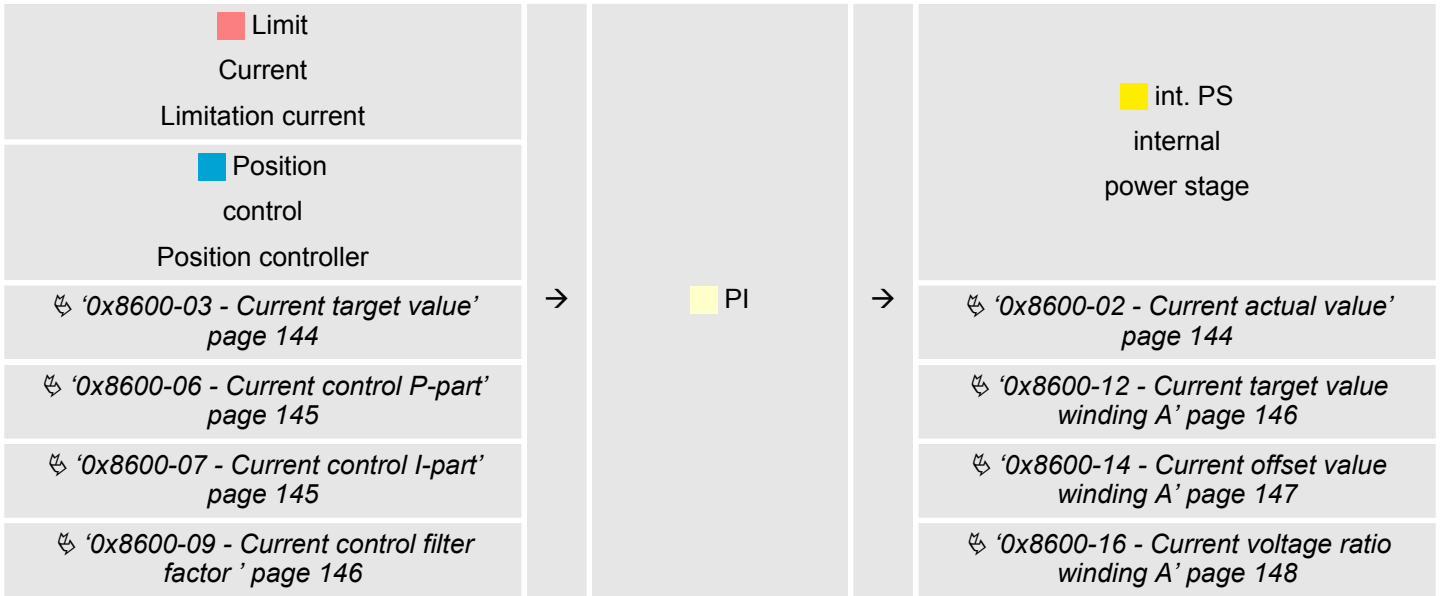 Limit
Current
Limitation current
Position
control
Position controller
'0x8600-03 - Current target value'
page 144
'0x8600-06 - Current control P-part'
page 145
'0x8600-07 - Current control I-part'
page 145
'0x8600-09 - Current control filter
factor ' page 146
→
PI
→
int. PS
internal
power stage
'0x8600-02 - Current actual value'
page 144
'0x8600-12 - Current target value
winding A' page 146
'0x8600-14 - Current offset value
winding A' page 147
'0x8600-16 - Current voltage ratio
winding A' page 148